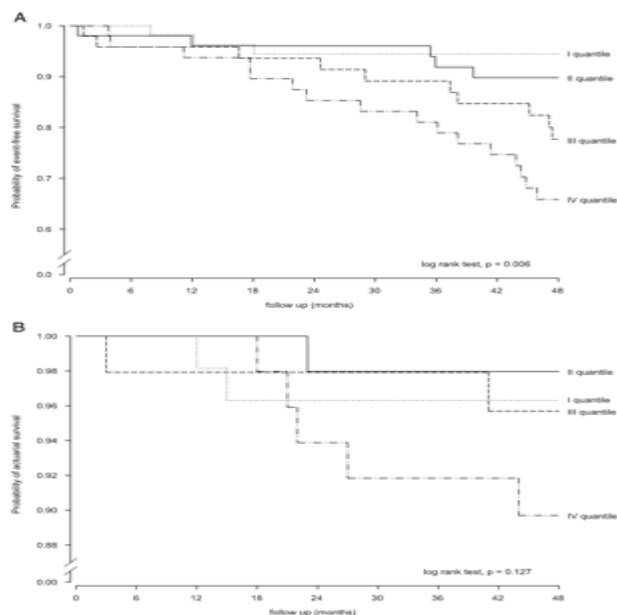 A
Probability of event-free survival
1.0
0.9
0.8
0.7
0.6
0.0
I quantile
II quantile
III quantile
IV quantile
log rank test, p = 0.006
0 6 12 18 24 30 36 42 48
follow up (months)
B
Probability of actuarial survival
1.00
0.98
0.96
0.94
0.92
0.90
0.88
0.00
II quantile
I quantile
III quantile
IV quantile
log rank test, p = 0.127
0 6 12 18 24 30 36 42 48
follow up (months)